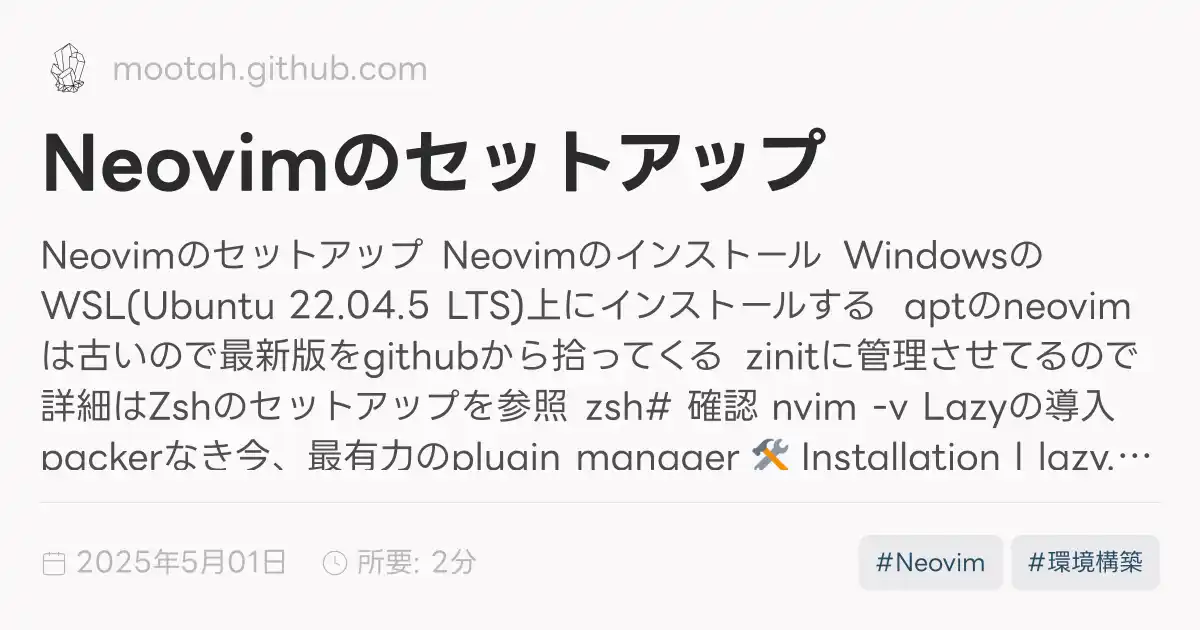 mootah.github.com
Neovimのセットアップ
Neovimのセットアップ Neovimのインストール Windowsの
WSL(Ubuntu 22.04.5 LTS)上にインストールする aptのneovim
は古いので最新版をgithubから拾ってくる zinitに管理させてるので
詳細はZshのセットアップを参照 zsh# 確認 nvim -v Lazyの導入
packerなき今、最有力のplugin manager 🛠️ Installation | lazy.…
2025年5月01日 所要: 2分
#Neovim #環境構築